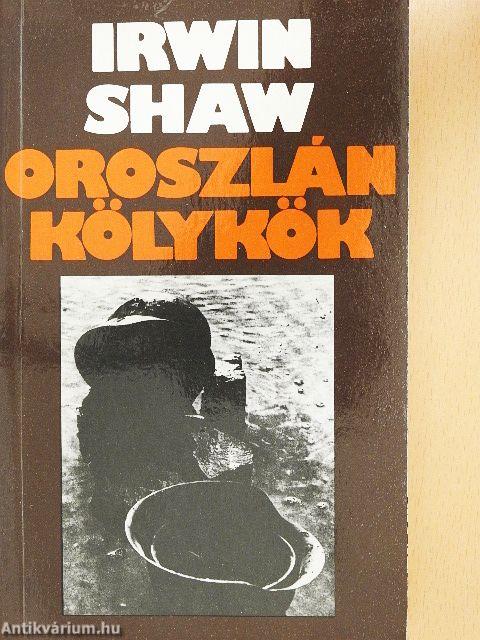 IRWIN
SHAW
OROSZLÁN
KÖLYKÖK
Antikvárium.hu